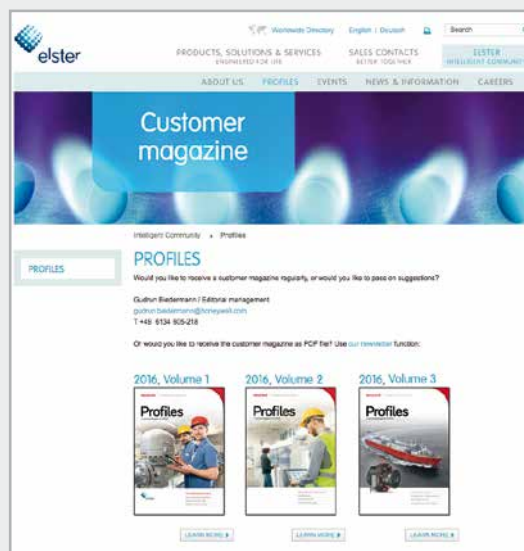 elster
Worldwide Directory English | Deutsch Search
PRODUCTS, SOLUTIONS & SERVICES
ENGINEERED FOR LIFE
SALES CONTACTS
BETTER TOGETHER
ELSTER
INTELLIGENT COMMUNITY
ABOUT US PROFILES EVENTS NEWS & INFORMATION CAREERS
Customer
magazine
Intelligent Community Profiles
PROFILES
PROFILES
Would you like to receive a customer magazine regularly, or would you like to pass on suggestions?
Gudrun Biedermann / Editorial management
gudrun.biedermann@honeywell.com
T +49 6134 605-218
Or would you like to receive the customer magazine as PDF file? Use our newsletter function:
2016, Volume 1 2016, Volume 2 2016, Volume 3
Profiles Profiles Profiles
LEARN MORE LEARN MORE LEARN MORE